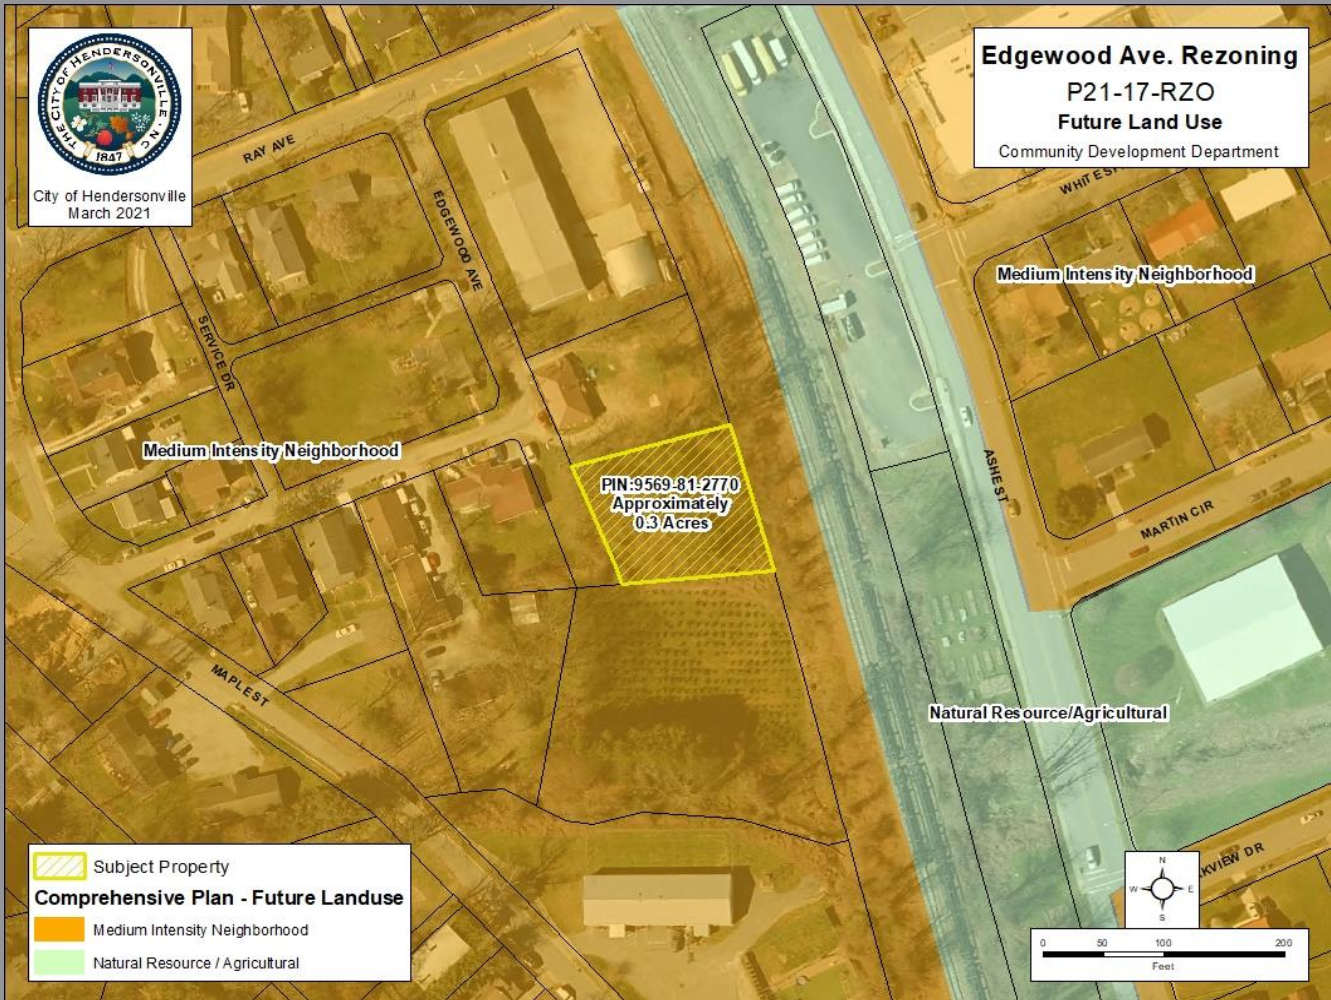 THE CITY OF HENDERSONVILLE · NC
1847
City of Hendersonville
March 2021
Edgewood Ave. Rezoning
P21-17-RZO
Future Land Use
Community Development Department
RAY AVE
EDGEWOOD AVE
SERVICE DR
Medium Intensity Neighborhood
Medium Intensity Neighborhood
PIN:9569-81-2770
Approximately
0.3 Acres
ASHE ST
MARTIN CIR
MAPLE ST
Natural Resource/Agricultural
KVIEW DR
Subject Property
Comprehensive Plan - Future Landuse
Medium Intensity Neighborhood
Natural Resource / Agricultural
N
W E
S
0 50 100 200
Feet